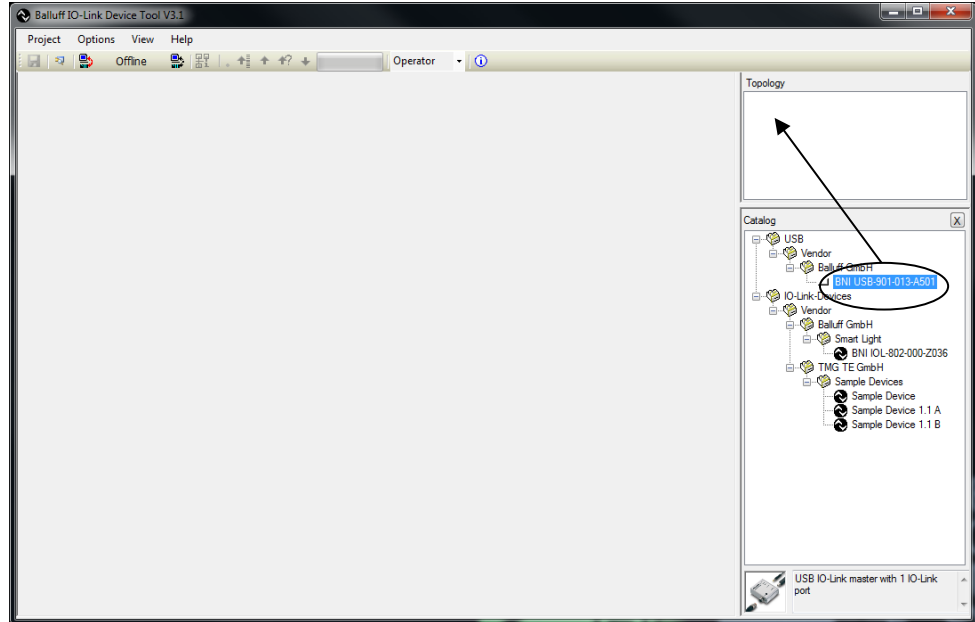 Balluff IO-Link Device Tool V3.1
Project Options View Help
Offline Operator
Topology
Catalog X
USB
Vendor
Balluff GmbH
BNI USB-901-013-A501
IO-Link-Devices
Vendor
Balluff GmbH
Smart Light
BNI IOL-802-000-Z036
TMG TE GmbH
Sample Devices
Sample Device
Sample Device 1.1 A
Sample Device 1.1 B
USB IO-Link master with 1 IO-Link
port